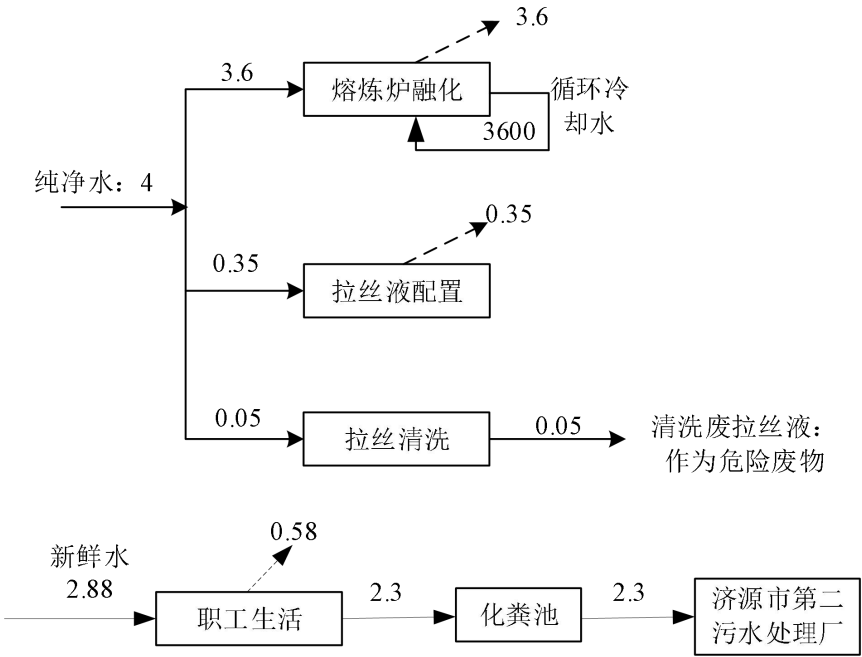 3.6
3.6
熔炼炉融化
循环冷
却水
3600
纯净水：4
0.35
0.35
拉丝液配置
0.05
拉丝清洗
0.05
清洗废拉丝液：
作为危险废物
新鲜水
2.88
0.58
职工生活
2.3
化粪池
2.3
济源市第二
污水处理厂